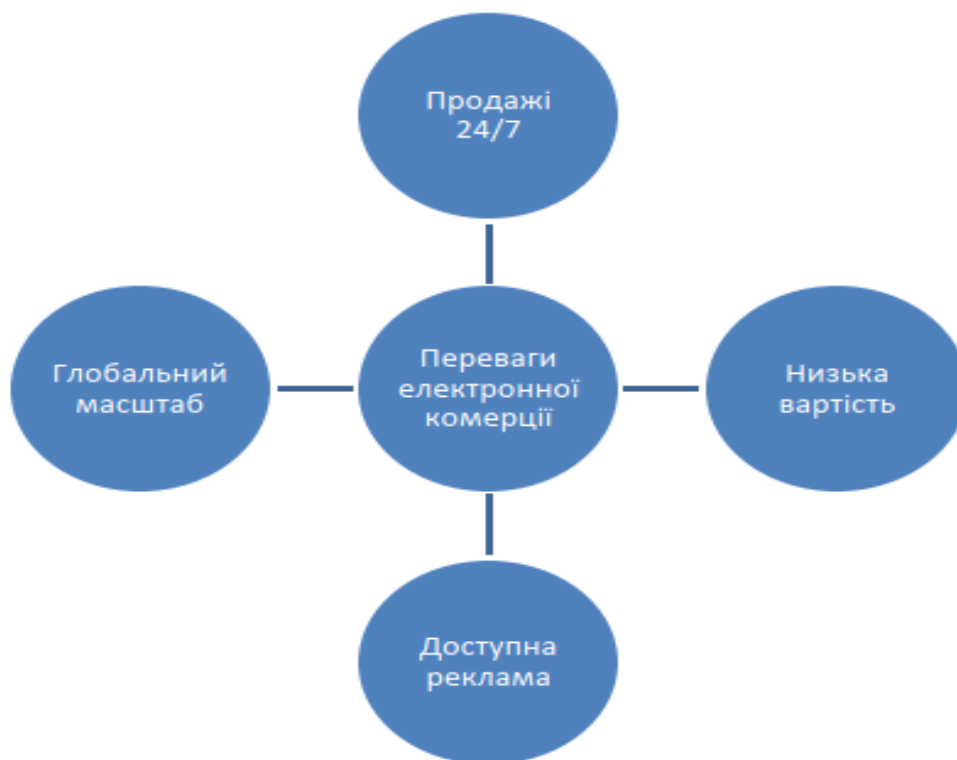 Продажі
24/7
Глобальний
масштаб
Переваги
електронної
комерції
Низька
вартість
Доступна
реклама